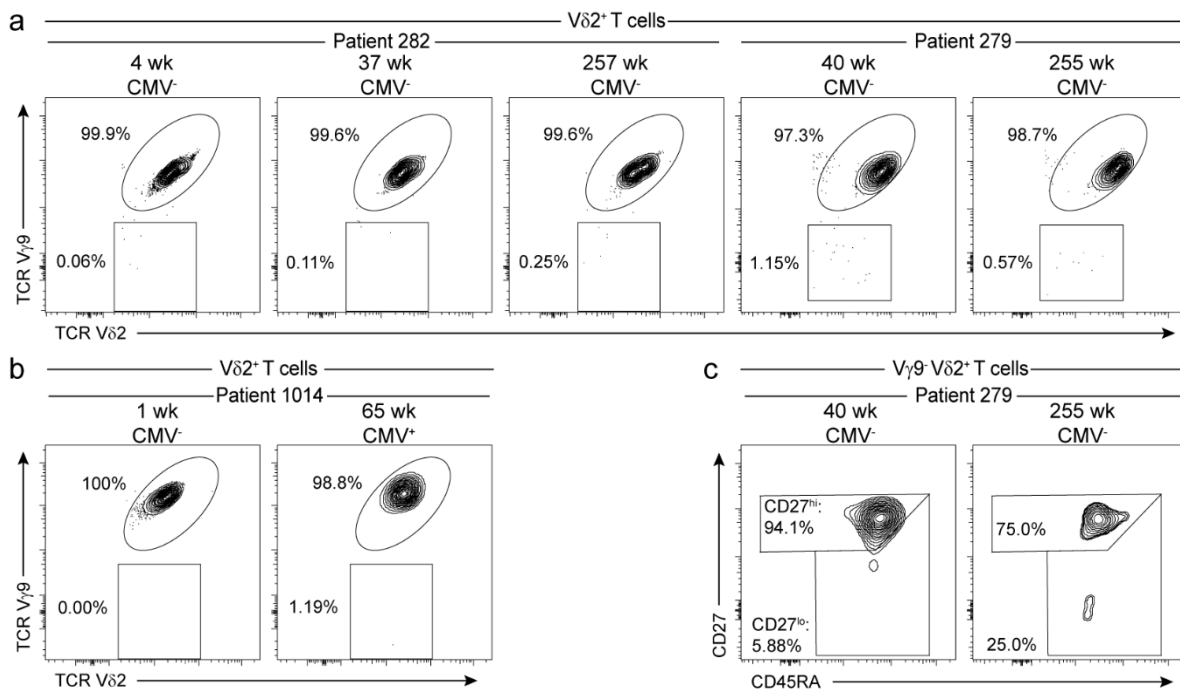 a
Vδ2⁺ T cells
Patient 282
Patient 279
4 wk
CMV⁻
37 wk
CMV⁻
257 wk
CMV⁻
40 wk
CMV⁻
255 wk
CMV⁻
99.9%
99.6%
99.6%
97.3%
98.7%
0.06%
0.11%
0.25%
1.15%
0.57%
TCR Vγ9
TCR Vδ2
b
Vδ2⁺ T cells
Patient 1014
1 wk
CMV⁻
65 wk
CMV⁺
100%
98.8%
0.00%
1.19%
TCR Vγ9
TCR Vδ2
c
Vγ9⁻ Vδ2⁺ T cells
Patient 279
40 wk
CMV⁻
255 wk
CMV⁻
CD27ʰⁱ:
94.1%
75.0%
CD27ˡᵒ:
5.88%
25.0%
CD27
CD45RA